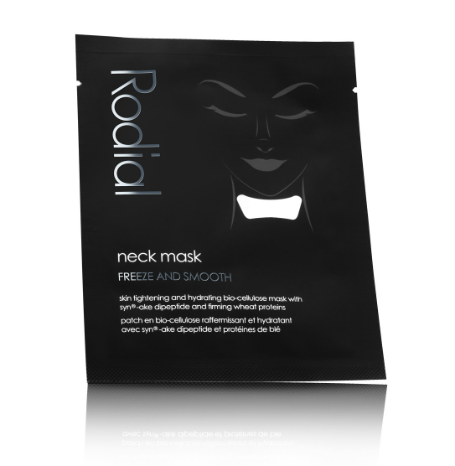 Rodial
neck mask
FREEZE AND SMOOTH
skin tightening and hydrating bio-cellulose mask with
syn®-ake dipeptide and firming wheat proteins
patch en bio-cellulose raffermissant et hydratant
avec syn®-ake dipeptide et protéines de blé